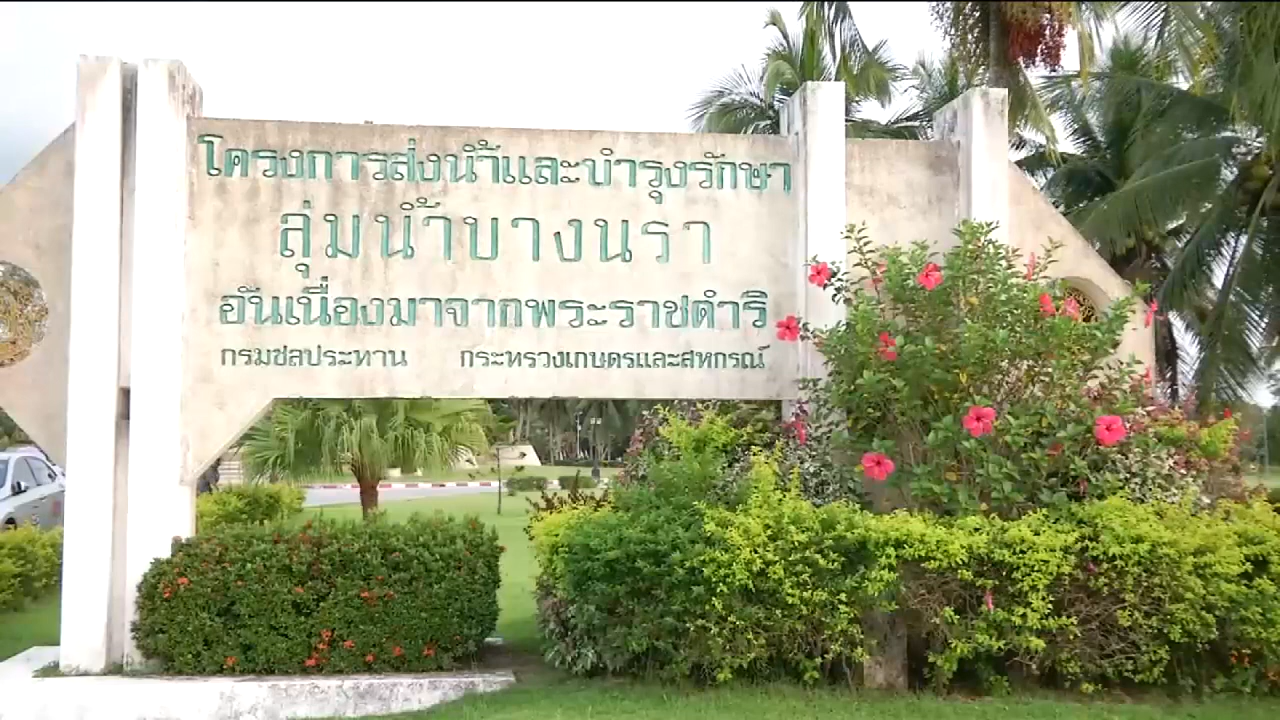 โครงการส่งน้ำและบำรุงรักษา
ลุ่มน้ำบางนรา
อันเนื่องมาจากพระราชดำริ
กรมชลประทาน กระทรวงเกษตรและสหกรณ์